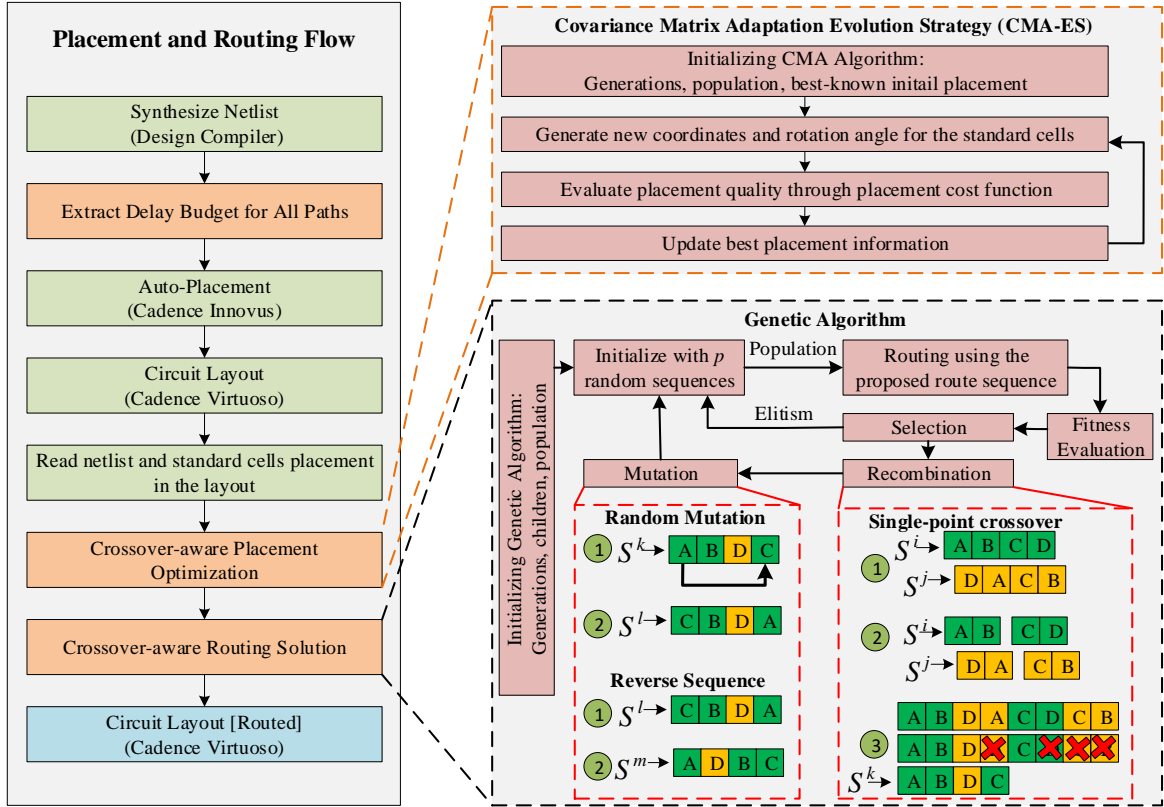 Placement and Routing Flow
Synthesize Netlist
(Design Compiler)
Extract Delay Budget for All Paths
Auto-Placement
(Cadence Innovus)
Circuit Layout
(Cadence Virtuoso)
Read netlist and standard cells placement
in the layout
Crossover-aware Placement
Optimization
Crossover-aware Routing Solution
Circuit Layout [Routed]
(Cadence Virtuoso)
Covariance Matrix Adaptation Evolution Strategy (CMA-ES)
Initializing CMA Algorithm:
Generations, population, best-known initail placement
Generate new coordinates and rotation angle for the standard cells
Evaluate placement quality through placement cost function
Update best placement information
Genetic Algorithm
Initializing Genetic Algorithm:
Generations, children, population
Initialize with p
random sequences
Population
Routing using the
proposed route sequence
Elitism
Selection
Fitness
Evaluation
Mutation
Recombination
Random Mutation
1 S^k A B D C
2 S^l C B D A
Reverse Sequence
1 S^l C B D A
2 S^m A D B C
Single-point crossover
1
S^i A B C D
S^j D A C B
2
S^i A B C D
S^j D A C B
3
A B D A C D C B
A B D C
S^k A B D C